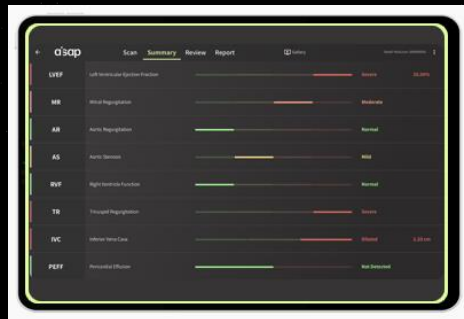 a'sap Scan Summary Review Report Gallery
LVEF Left Ventricular Ejection Fraction Severe
MR Mitral Regurgitation Moderate
AR Aortic Regurgitation Normal
AS Aortic Stenosis Mild
RVF Right Ventricle Function Normal
TR Tricuspid Regurgitation Severe
IVC Inferior Vena Cava Dilated
PEFF Pericardial Effusion Not Detected